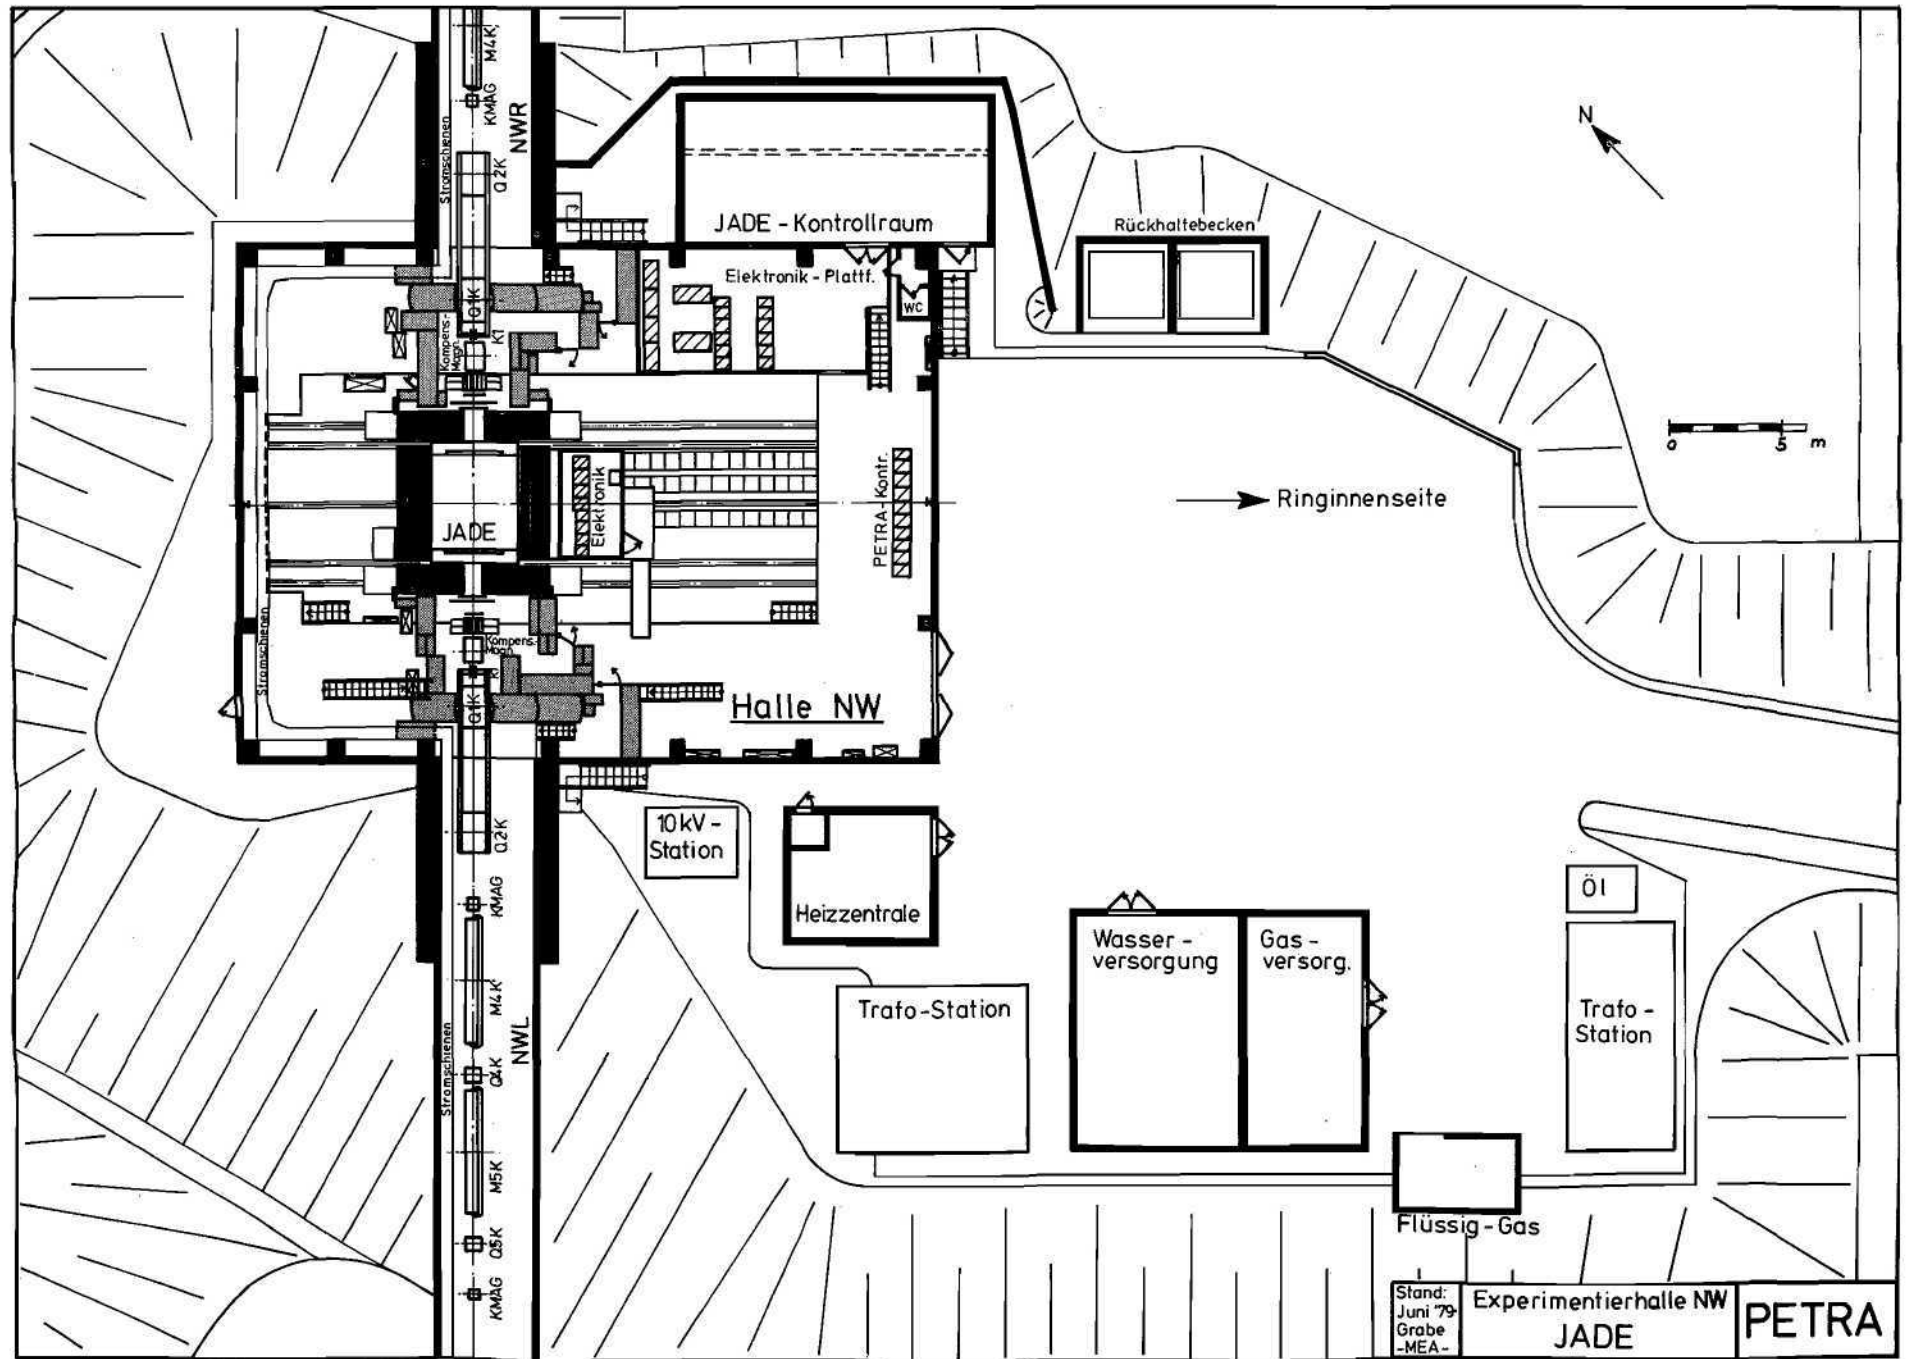 M4K
KMAG
NWR
Stromschienen
Q2K
N
JADE - Kontrollraum
Rückhaltebecken
Elektronik - Plattf.
WC
Q1K
K1
Kompens.-
Magn.
0 5 m
Elektronik
PETRA-Kontr.
Ringinnenseite
JADE
Stromschienen
Kompens.-
Magn.
K1
Q1K
Halle NW
Q2K
10kV -
Station
Heizzentrale
Öl
KMAG
Wasser -
versorgung
Gas -
versorg.
M4K
Trafo-Station
Trafo -
Station
NWL
Stromschienen
Q4K
M5K
Flüssig-Gas
Q5K
KMAG
Stand:
Juni '79
Grabe
-MEA-
Experimentierhalle NW
JADE
PETRA